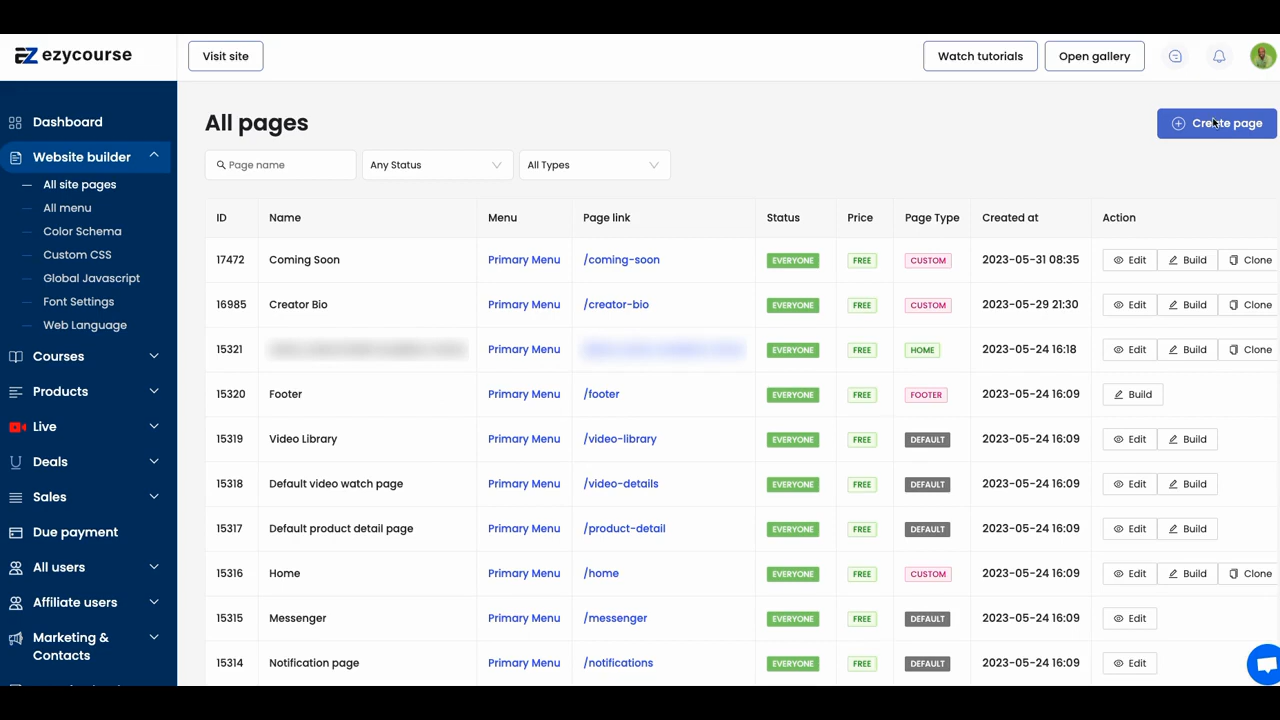 ezycourse
Visit site
Watch tutorials
Open gallery
Dashboard
Website builder
All site pages
All menu
Color Schema
Custom CSS
Global Javascript
Font Settings
Web Language
Courses
Products
Live
Deals
Sales
Due payment
All users
Affiliate users
Marketing &
Contacts
All pages
Create page
Page name
Any Status
All Types
ID Name Menu Page link Status Price Page Type Created at Action
17472 Coming Soon Primary Menu /coming-soon EVERYONE FREE CUSTOM 2023-05-31 08:35 Edit Build Clone
16985 Creator Bio Primary Menu /creator-bio EVERYONE FREE CUSTOM 2023-05-29 21:30 Edit Build Clone
15321 Primary Menu EVERYONE FREE HOME 2023-05-24 16:18 Edit Build Clone
15320 Footer Primary Menu /footer EVERYONE FREE FOOTER 2023-05-24 16:09 Build
15319 Video Library Primary Menu /video-library EVERYONE FREE DEFAULT 2023-05-24 16:09 Edit Build
15318 Default video watch page Primary Menu /video-details EVERYONE FREE DEFAULT 2023-05-24 16:09 Edit Build
15317 Default product detail page Primary Menu /product-detail EVERYONE FREE DEFAULT 2023-05-24 16:09 Edit Build
15316 Home Primary Menu /home EVERYONE FREE CUSTOM 2023-05-24 16:09 Edit Build Clone
15315 Messenger Primary Menu /messenger EVERYONE FREE DEFAULT 2023-05-24 16:09 Edit
15314 Notification page Primary Menu /notifications EVERYONE FREE DEFAULT 2023-05-24 16:09 Edit